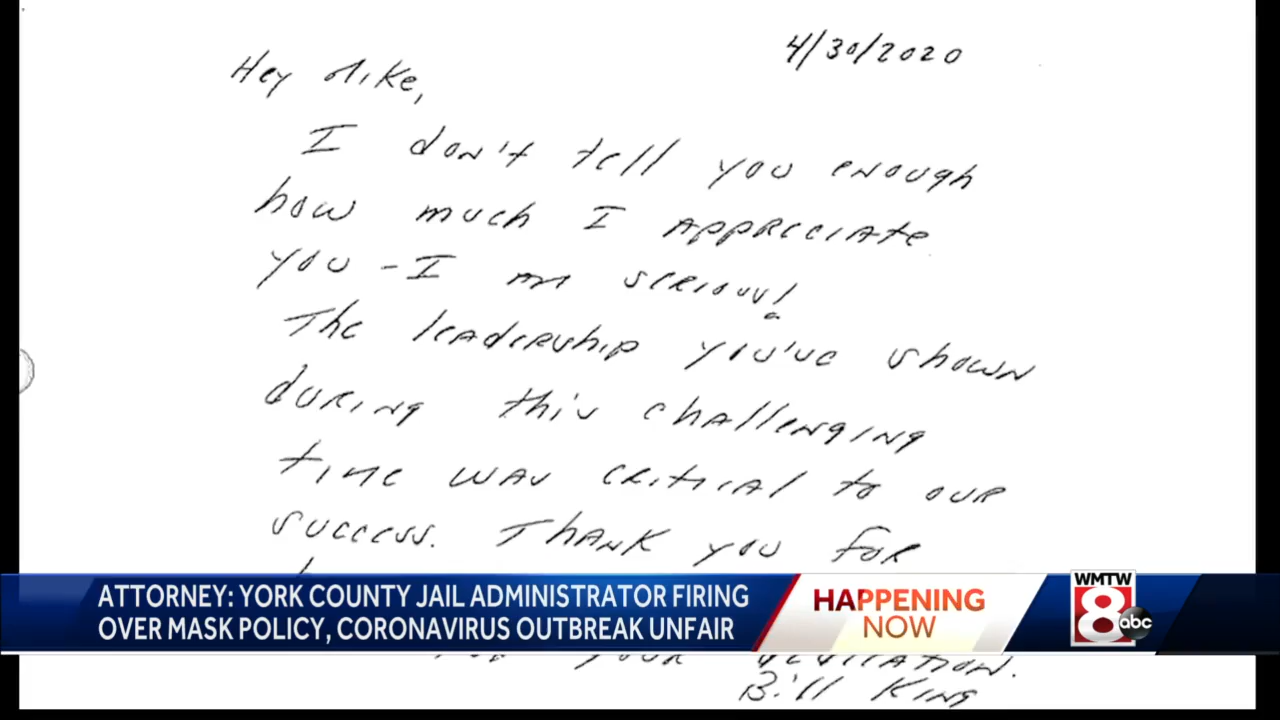 4/30/2020
Hey Mike,
I don't tell you enough
how much I appreciate
you - I am serious!
The leadership you've shown
during this challenging
time was critical to our
success. Thank you for
ATTORNEY: YORK COUNTY JAIL ADMINISTRATOR FIRING
OVER MASK POLICY, CORONAVIRUS OUTBREAK UNFAIR
HAPPENING
NOW
WMTW
8
abc
for your dedication.
Bill King